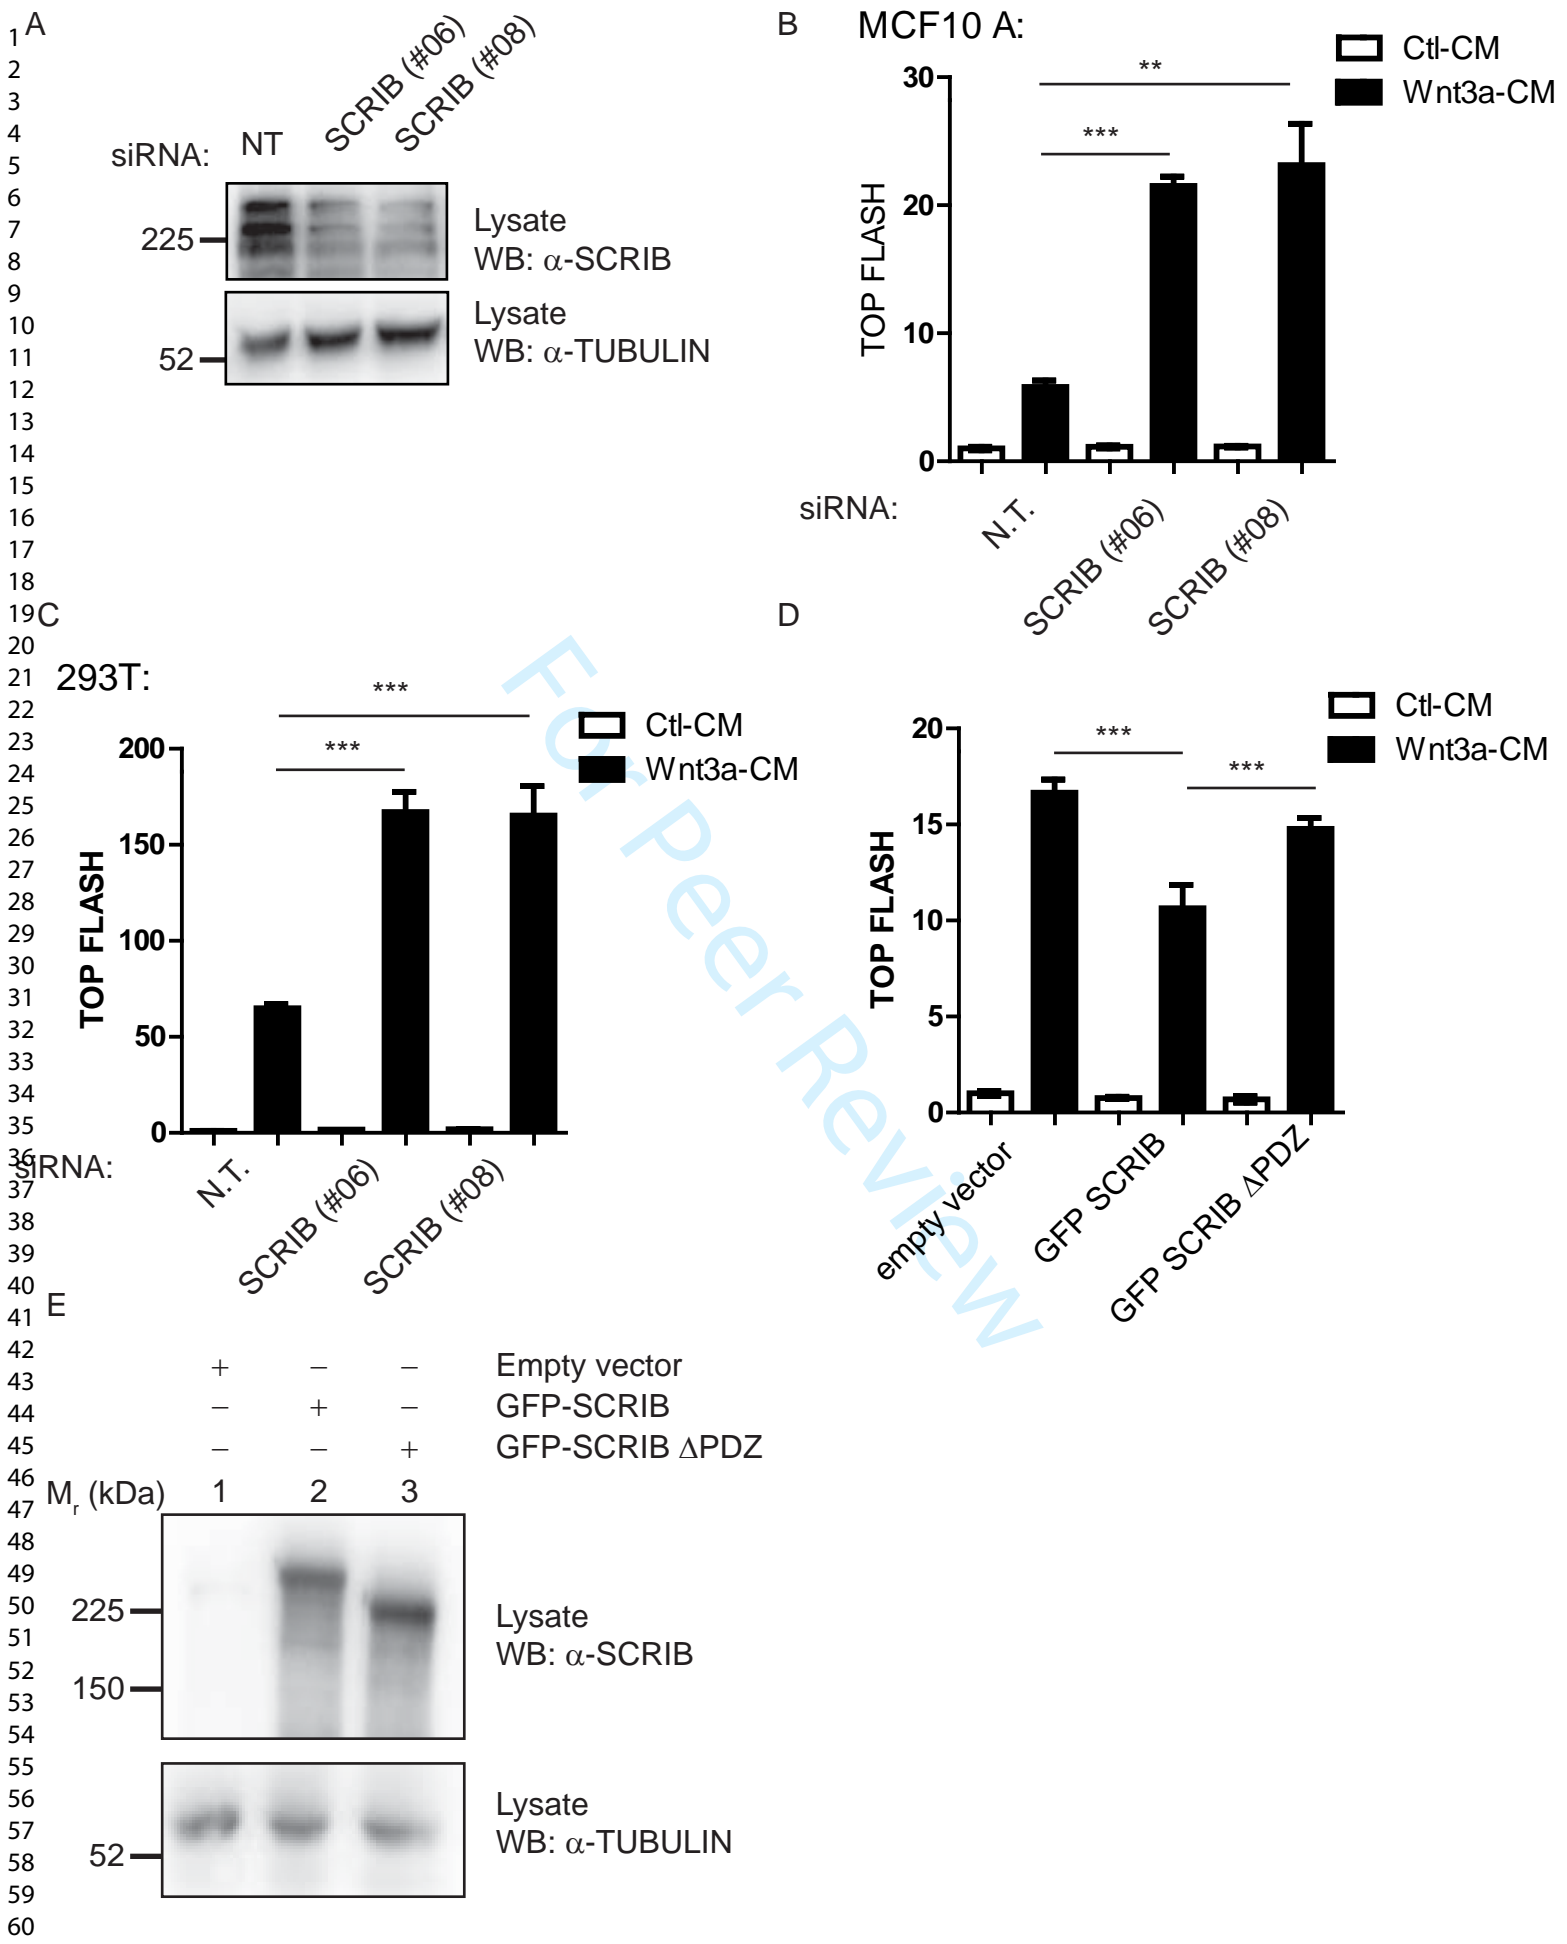 1
2
3
4
5
6
7
8
9
10
11
12
13
14
15
16
17
18
19
20
21
22
23
24
25
26
27
28
29
30
31
32
33
34
35
36
37
38
39
40
41
42
43
44
45
46
47
48
49
50
51
52
53
54
55
56
57
58
59
60
A
siRNA:
NT
SCRIB (#06)
SCRIB (#08)
225
Lysate
WB: α-SCRIB
52
Lysate
WB: α-TUBULIN
B
MCF10 A:
Ctl-CM
Wnt3a-CM
**
***
TOP FLASH
30
20
10
0
siRNA:
N.T.
SCRIB (#06)
SCRIB (#08)
C
293T:
***
***
Ctl-CM
Wnt3a-CM
TOP FLASH
200
150
100
50
0
siRNA:
N.T.
SCRIB (#06)
SCRIB (#08)
D
Ctl-CM
Wnt3a-CM
***
***
TOP FLASH
20
15
10
5
0
empty vector
GFP SCRIB
GFP SCRIB ΔPDZ
For Peer Review
E
+ – – Empty vector
– + – GFP-SCRIB
– – + GFP-SCRIB ΔPDZ
Mr (kDa) 1 2 3
225
150
Lysate
WB: α-SCRIB
52
Lysate
WB: α-TUBULIN